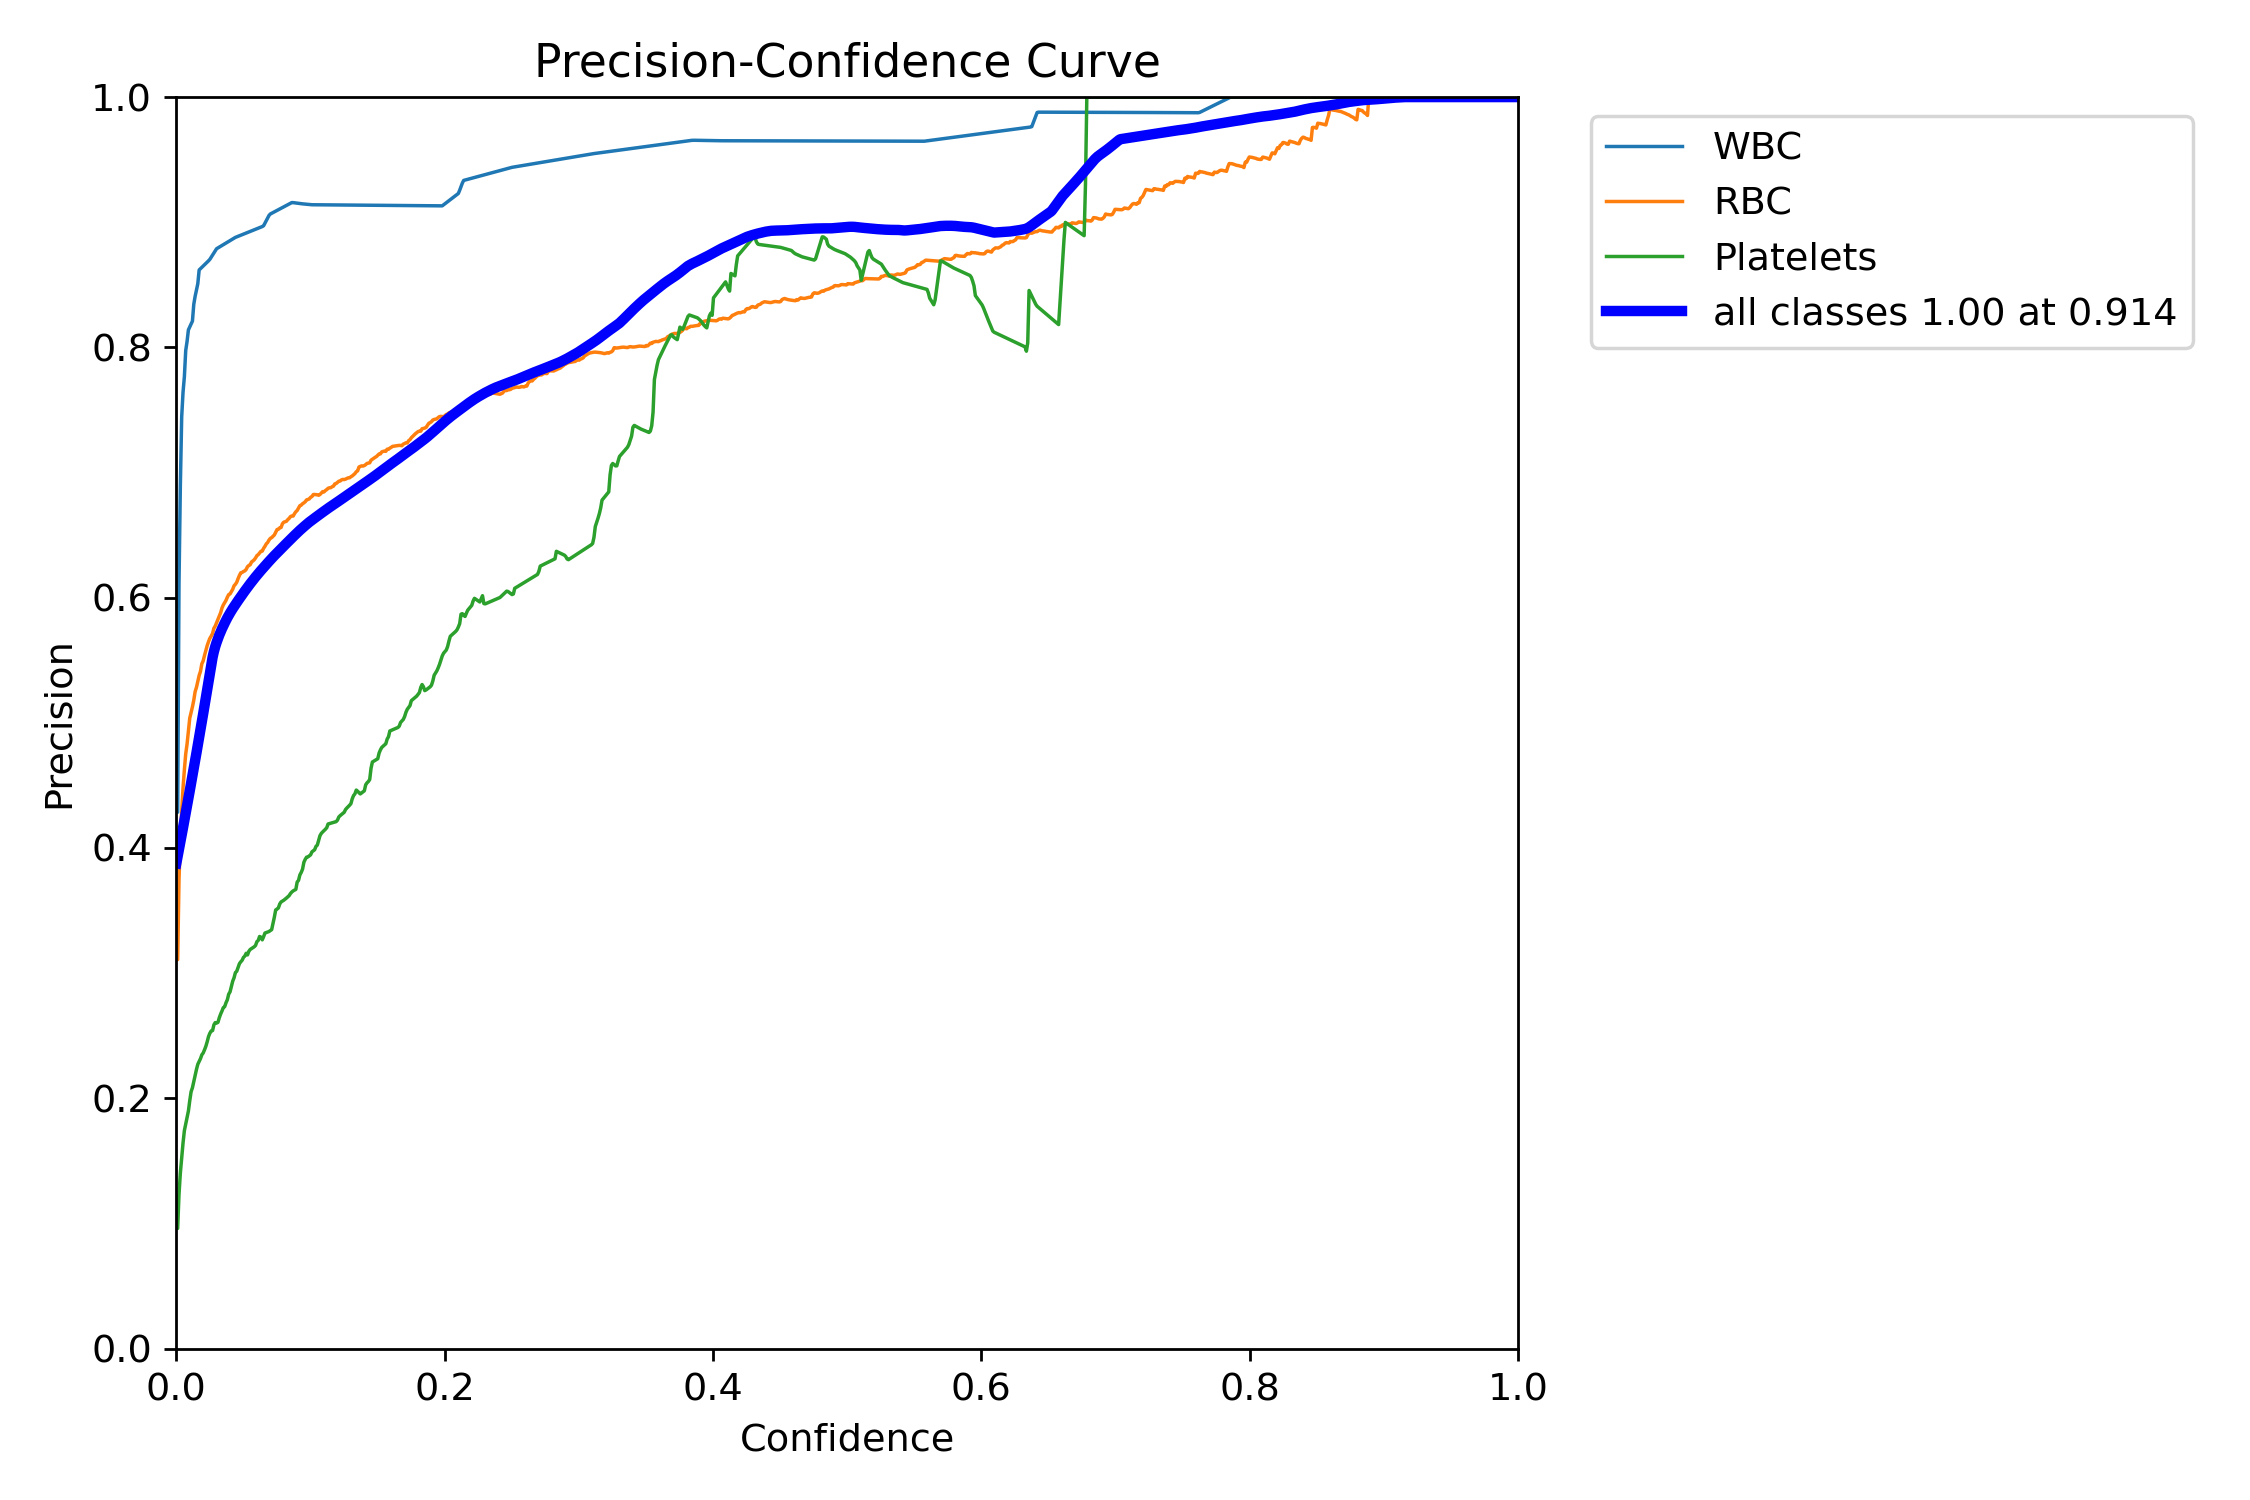 Precision-Confidence Curve
1.0
0.8
0.6
0.4
0.2
0.0
Precision
0.0 0.2 0.4 0.6 0.8 1.0
Confidence
WBC
RBC
Platelets
all classes 1.00 at 0.914